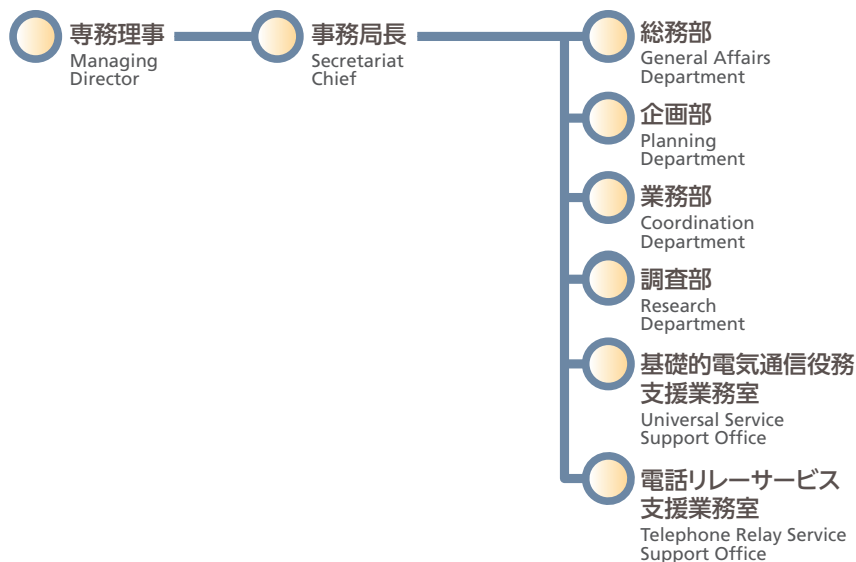 専務理事
Managing
Director
事務局長
Secretariat
Chief
総務部
General Affairs
Department
企画部
Planning
Department
業務部
Coordination
Department
調査部
Research
Department
基礎的電気通信役務
支援業務室
Universal Service
Support Office
電話リレーサービス
支援業務室
Telephone Relay Service
Support Office